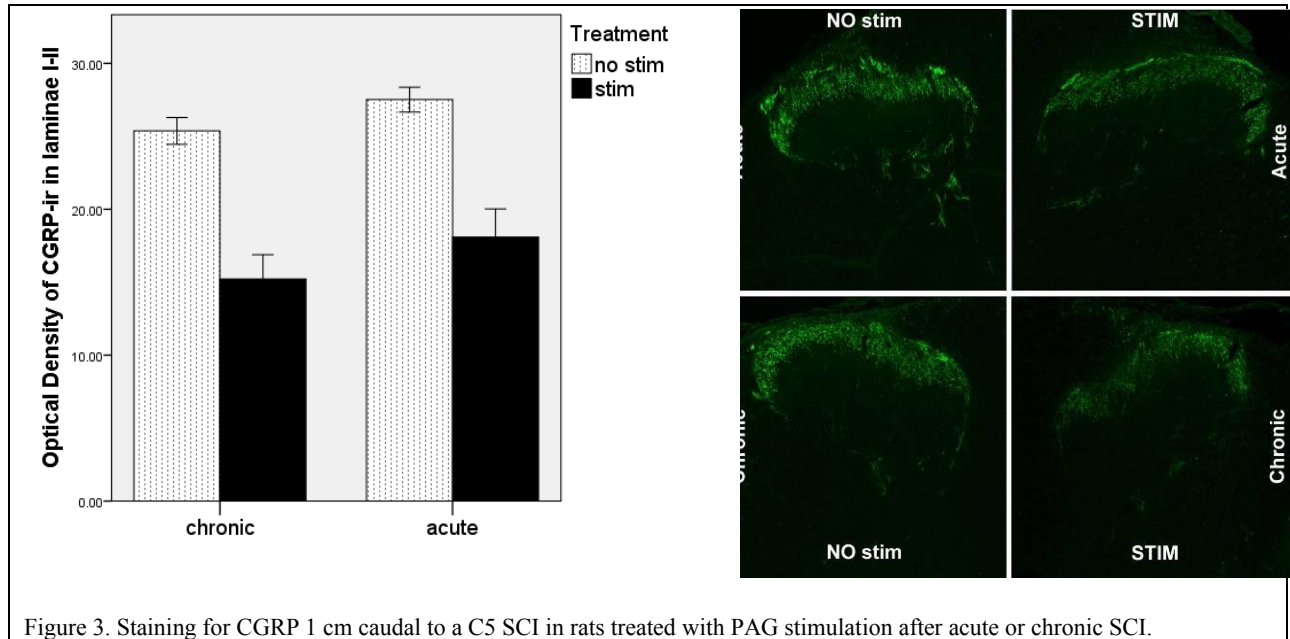 Treatment
no stim
stim
30.00
20.00
10.00
0.00
Optical Density of CGRP-ir in laminae I-II
chronic
acute
NO stim
STIM
Acute
Acute
Chronic
Chronic
NO stim
STIM
Figure 3. Staining for CGRP 1 cm caudal to a C5 SCI in rats treated with PAG stimulation after acute or chronic SCI.